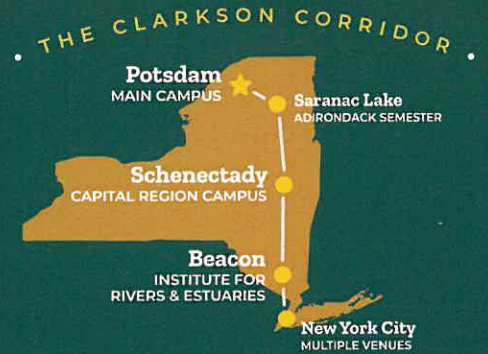 THE CLARKSON CORRIDOR
Potsdam
MAIN CAMPUS
Saranac Lake
ADIRONDACK SEMESTER
Schenectady
CAPITAL REGION CAMPUS
Beacon
INSTITUTE FOR
RIVERS & ESTUARIES
New York City
MULTIPLE VENUES